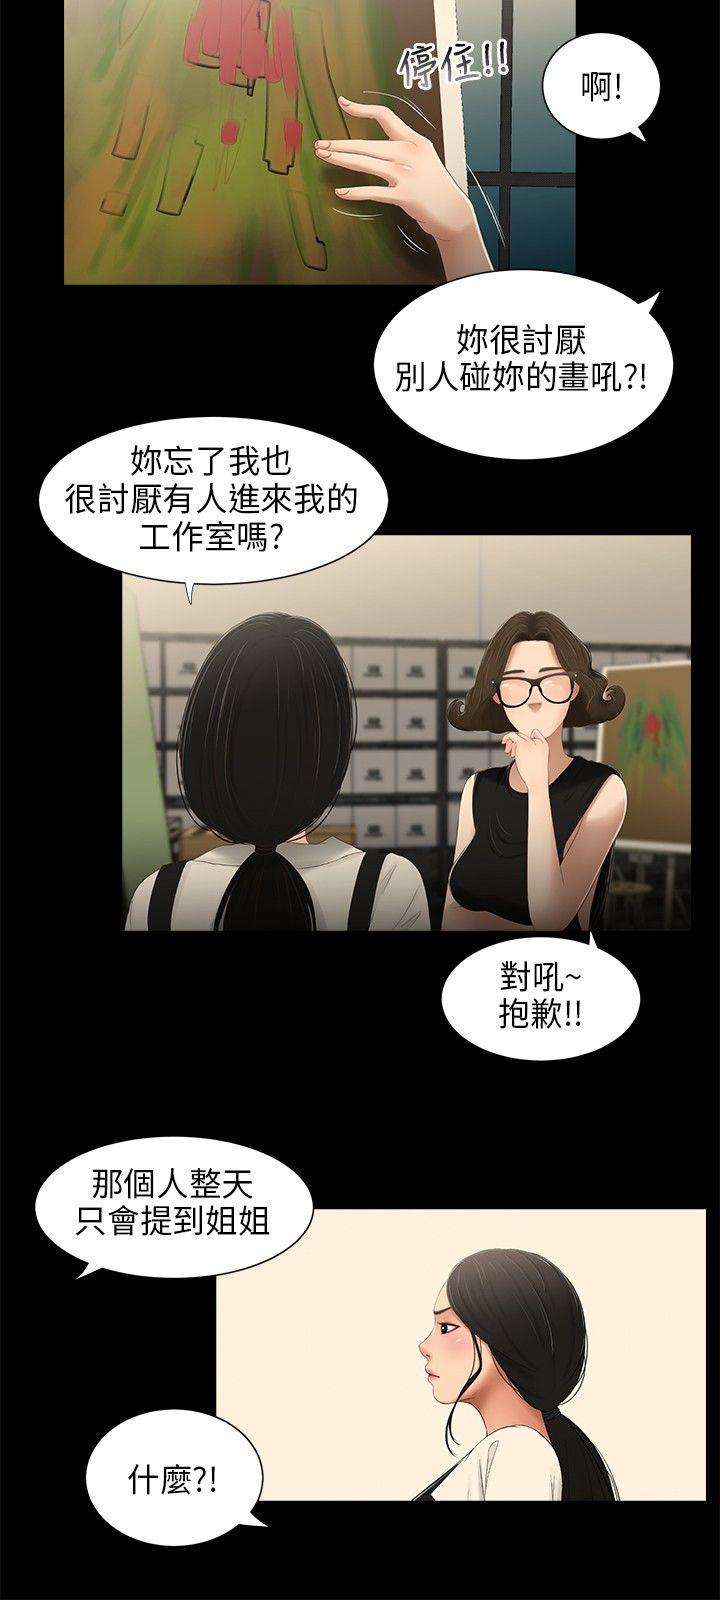 停住!!
啊!
妳很討厭
別人碰妳的畫吼?!
妳忘了我也
很討厭有人進來我的
工作室嗎?
對吼~
抱歉!!
那個人整天
只會提到姐姐
什麼?!